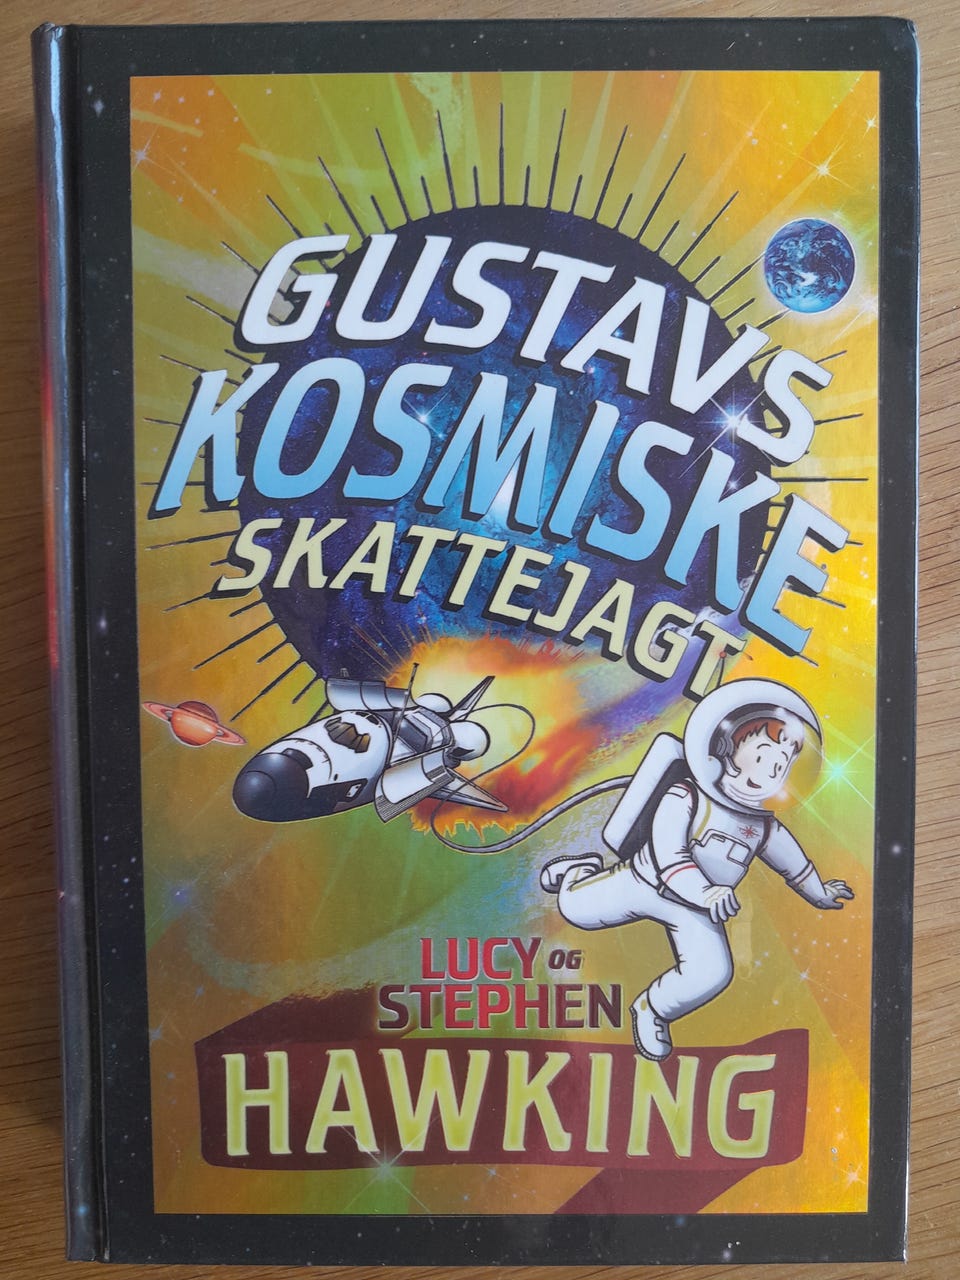 GUSTAVS
KOSMISKE
SKATTEJAGT
LUCY OG
STEPHEN
HAWKING